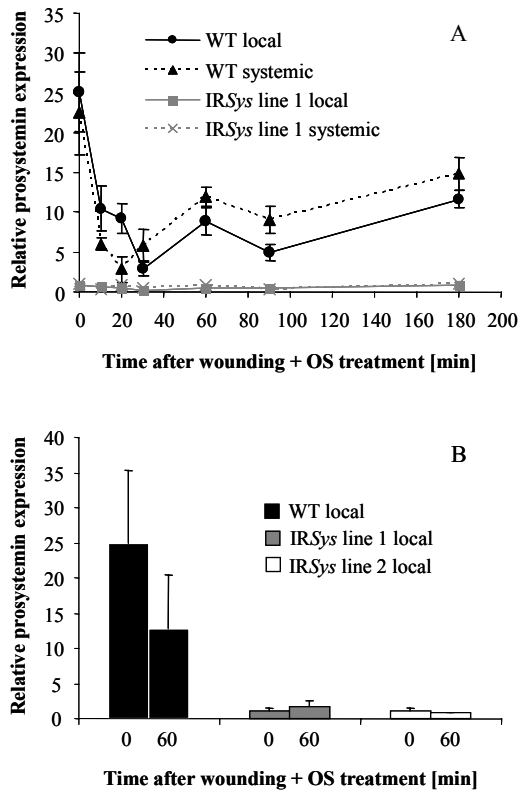 A
35
30
25
20
15
10
5
0
Relative prosystemin expression
WT local
WT systemic
IRSys line 1 local
IRSys line 1 systemic
0 20 40 60 80 100 120 140 160 180 200
Time after wounding + OS treatment [min]
B
40
35
30
25
20
15
10
5
0
Relative prosystemin expression
WT local
IRSys line 1 local
IRSys line 2 local
0 60 0 60 0 60
Time after wounding + OS treatment [min]